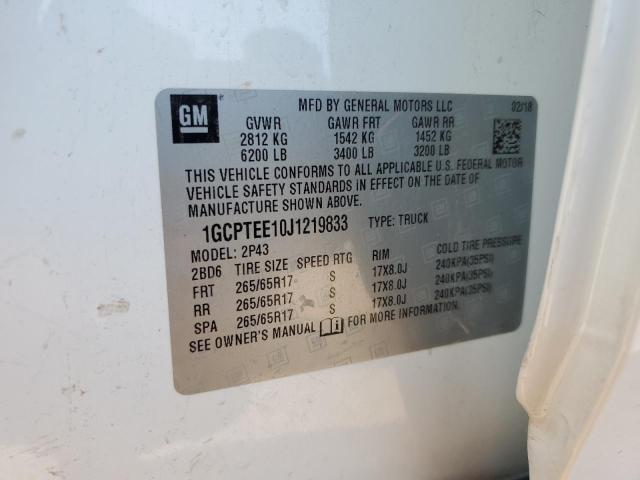 GM
MFD BY GENERAL MOTORS LLC 02/18
GVWR GAWR FRT GAWR RR
2812 KG 1542 KG 1452 KG
6200 LB 3400 LB 3200 LB
THIS VEHICLE CONFORMS TO ALL APPLICABLE U.S. FEDERAL MOTOR
VEHICLE SAFETY STANDARDS IN EFFECT ON THE DATE OF
MANUFACTURE SHOWN ABOVE.
1GCPTEE10J1219833 TYPE: TRUCK
MODEL: 2P43
2BD6 TIRE SIZE SPEED RTG RIM COLD TIRE PRESSURE
FRT 265/65R17 S 17X8.0J 240KPA(35PSI)
RR 265/65R17 S 17X8.0J 240KPA(35PSI)
SPA 265/65R17 S 17X8.0J 240KPA(35PSI)
SEE OWNER'S MANUAL FOR MORE INFORMATION.